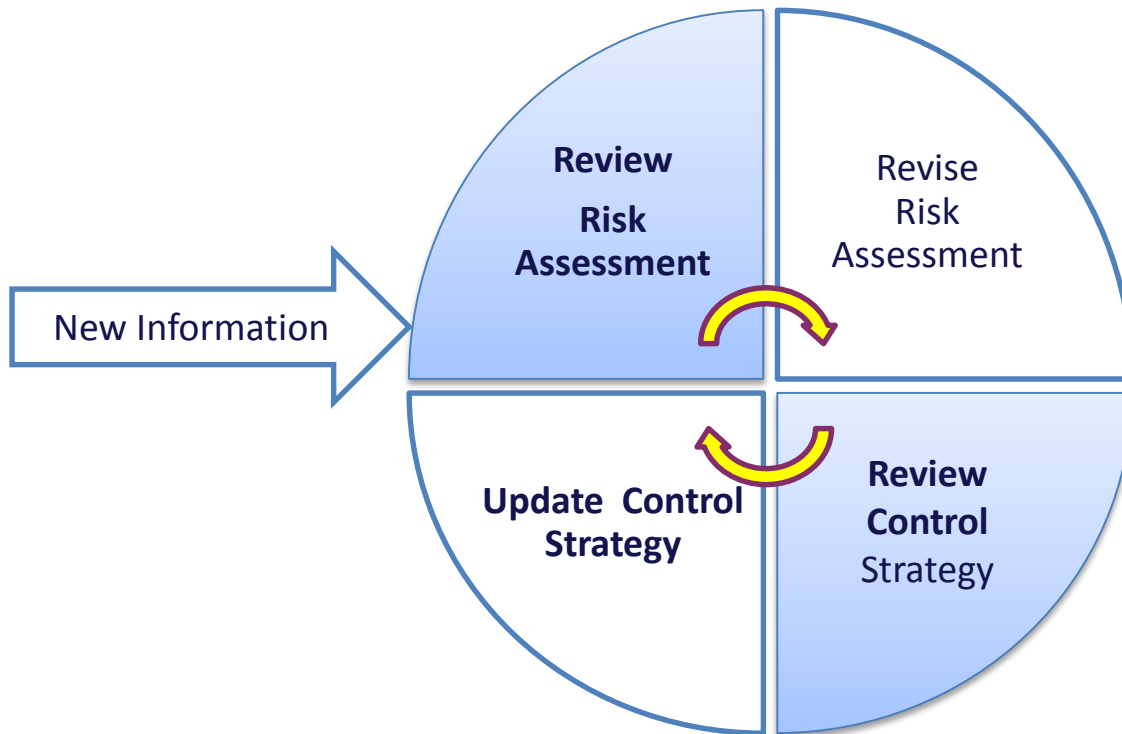 New Information
Review
Risk
Assessment
Revise
Risk
Assessment
Review
Control
Strategy
Update Control
Strategy